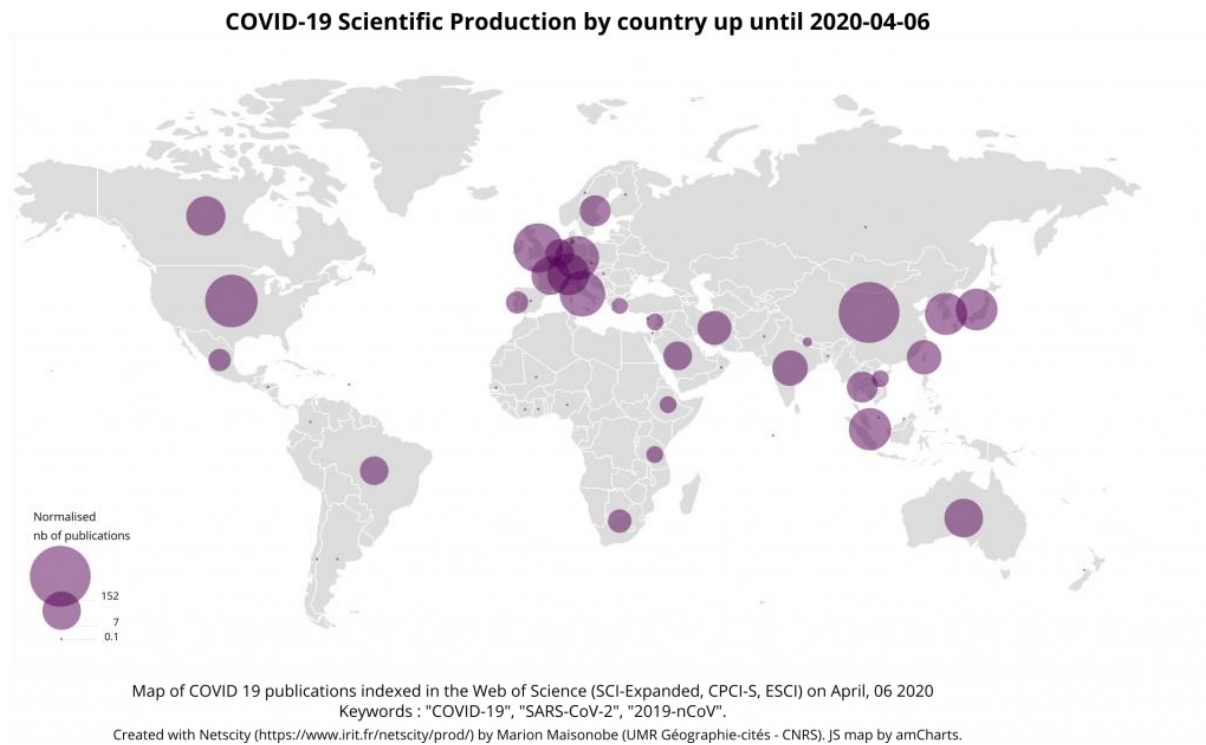 COVID-19 Scientific Production by country up until 2020-04-06
Normalised
nb of publications
152
7
0.1
Map of COVID 19 publications indexed in the Web of Science (SCI-Expanded, CPCI-S, ESCI) on April, 06 2020
Keywords : "COVID-19", "SARS-CoV-2", "2019-nCoV".
Created with Netscity (https://www.irit.fr/netscity/prod/) by Marion Maisonobe (UMR Géographie-cités - CNRS). JS map by amCharts.